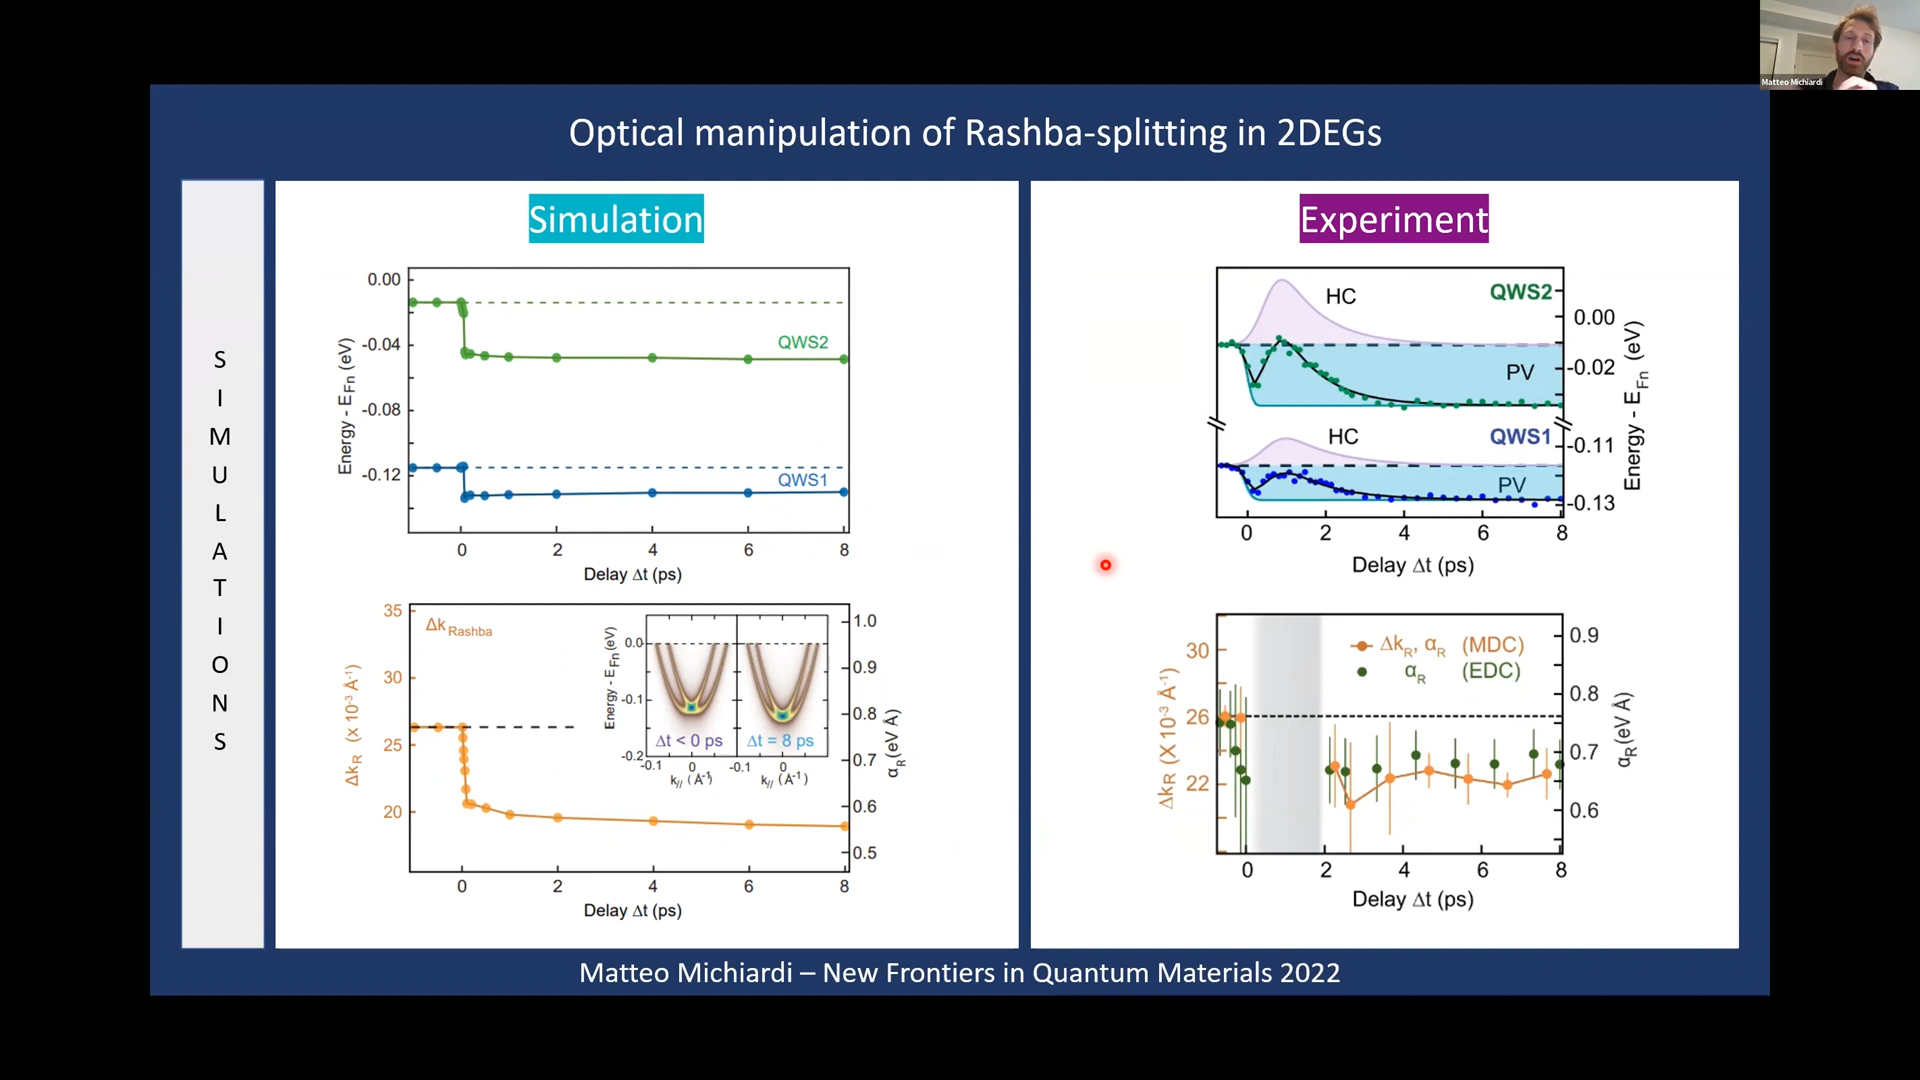 Matteo Michiardi
Optical manipulation of Rashba-splitting in 2DEGs
S
I
M
U
L
A
T
I
O
N
S
Simulation
0.00
-0.04
-0.08
-0.12
Energy - E_Fn (eV)
QWS2
QWS1
0 2 4 6 8
Delay Δt (ps)
35
30
25
20
Δk_R (x 10⁻³ Å⁻¹)
Δk_Rashba
Energy - E_Fn (eV)
0.0
-0.1
-0.2
Δt < 0 ps
Δt = 8 ps
-0.1 0 -0.1 0
k_// (Å⁻¹) k_// (Å⁻¹)
1.0
0.9
0.8
0.7
0.6
0.5
α_R (eV Å)
0 2 4 6 8
Delay Δt (ps)
Experiment
HC
QWS2
PV
HC
QWS1
PV
0.00
-0.02
-0.11
-0.13
Energy - E_Fn (eV)
0 2 4 6 8
Delay Δt (ps)
30
26
22
Δk_R (X 10⁻³ Å⁻¹)
Δk_R, α_R (MDC)
α_R (EDC)
0.9
0.8
0.7
0.6
α_R (eV Å)
0 2 4 6 8
Delay Δt (ps)
Matteo Michiardi – New Frontiers in Quantum Materials 2022